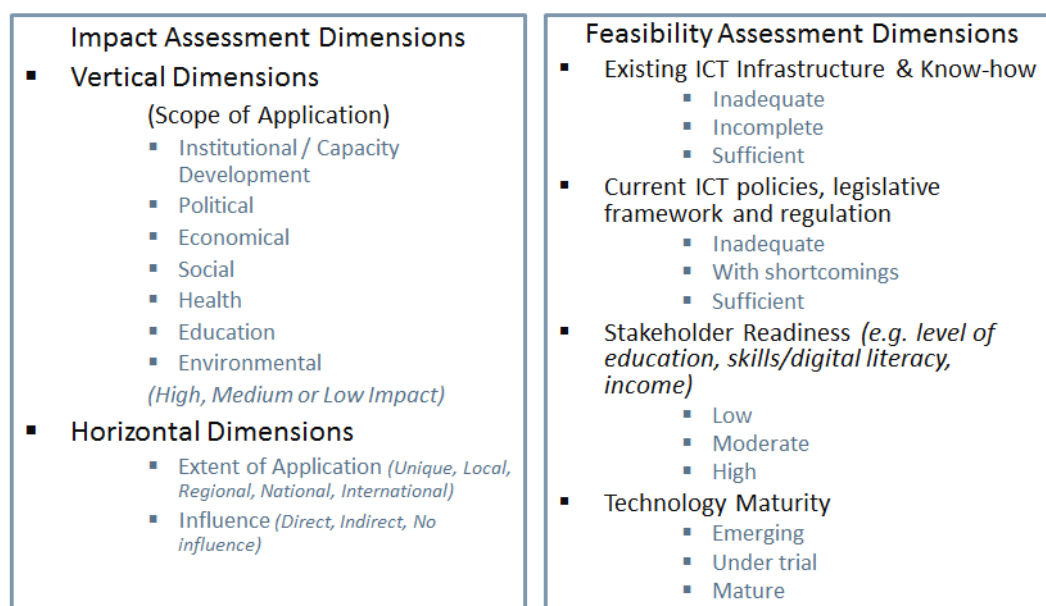 Impact Assessment Dimensions
▪ Vertical Dimensions
(Scope of Application)
▪ Institutional / Capacity
Development
▪ Political
▪ Economical
▪ Social
▪ Health
▪ Education
▪ Environmental
(High, Medium or Low Impact)
▪ Horizontal Dimensions
▪ Extent of Application (Unique, Local,
Regional, National, International)
▪ Influence (Direct, Indirect, No
influence)
Feasibility Assessment Dimensions
▪ Existing ICT Infrastructure & Know-how
▪ Inadequate
▪ Incomplete
▪ Sufficient
▪ Current ICT policies, legislative
framework and regulation
▪ Inadequate
▪ With shortcomings
▪ Sufficient
▪ Stakeholder Readiness (e.g. level of
education, skills/digital literacy,
income)
▪ Low
▪ Moderate
▪ High
▪ Technology Maturity
▪ Emerging
▪ Under trial
▪ Mature